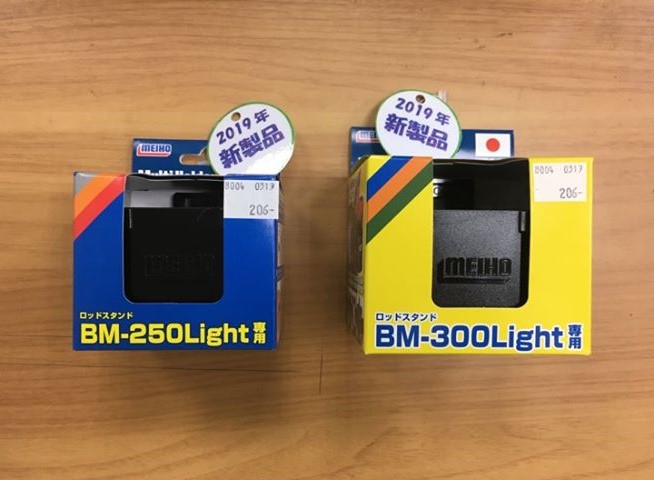 2019年
新製品
MEIHO
8004 0317
206-
MEIHO
ロッドスタンド
BM-250Light専用
2019年
新製品
8004 0317
206-
MEIHO
ロッドスタンド
BM-300Light専用